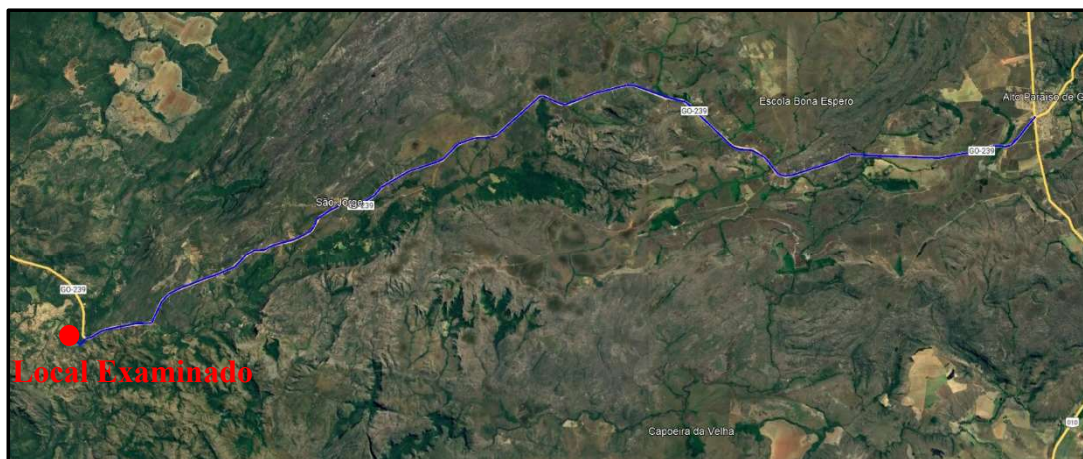 Escola Bona Espero
Alto Paraíso de G
GO-239
GO-239
São Jorge
GO-239
GO-239
Local Examinado
Capoeira da Velha
010